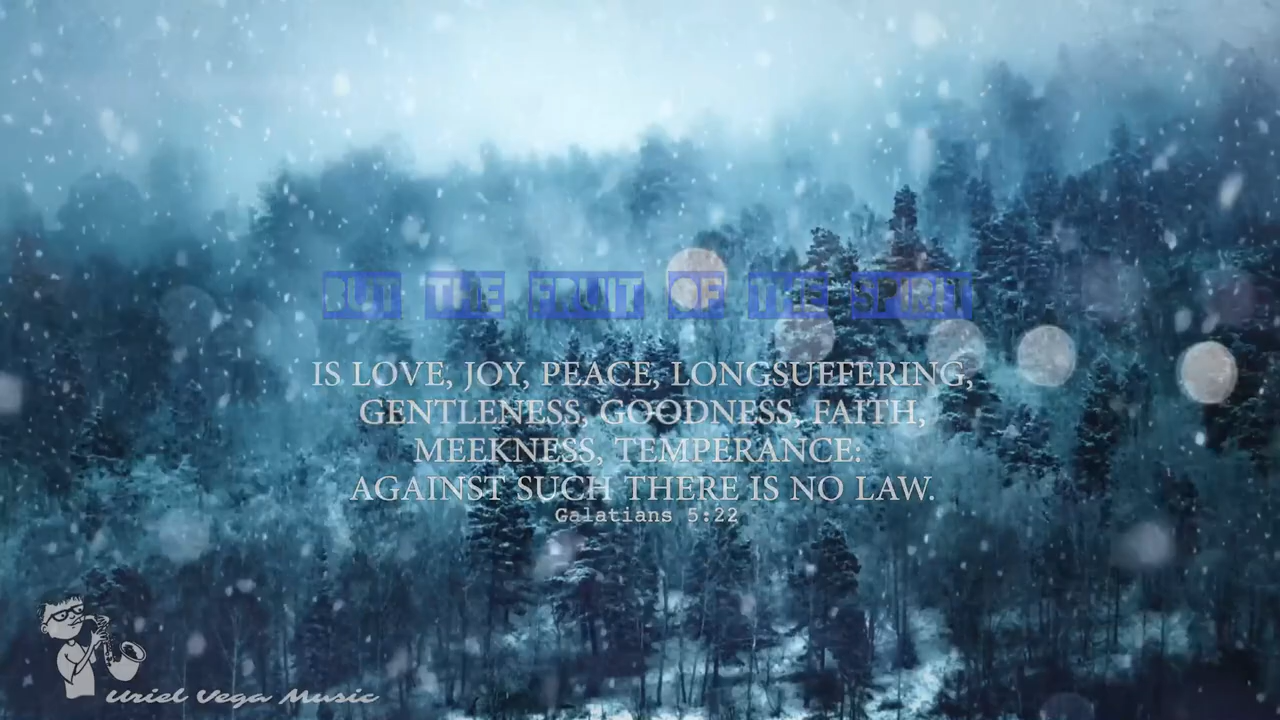 BUT THE FRUIT OF THE SPIRIT
IS LOVE, JOY, PEACE, LONGSUFFERING,
GENTLENESS, GOODNESS, FAITH,
MEEKNESS, TEMPERANCE:
AGAINST SUCH THERE IS NO LAW.
Galatians 5:22
Uriel Vega Music